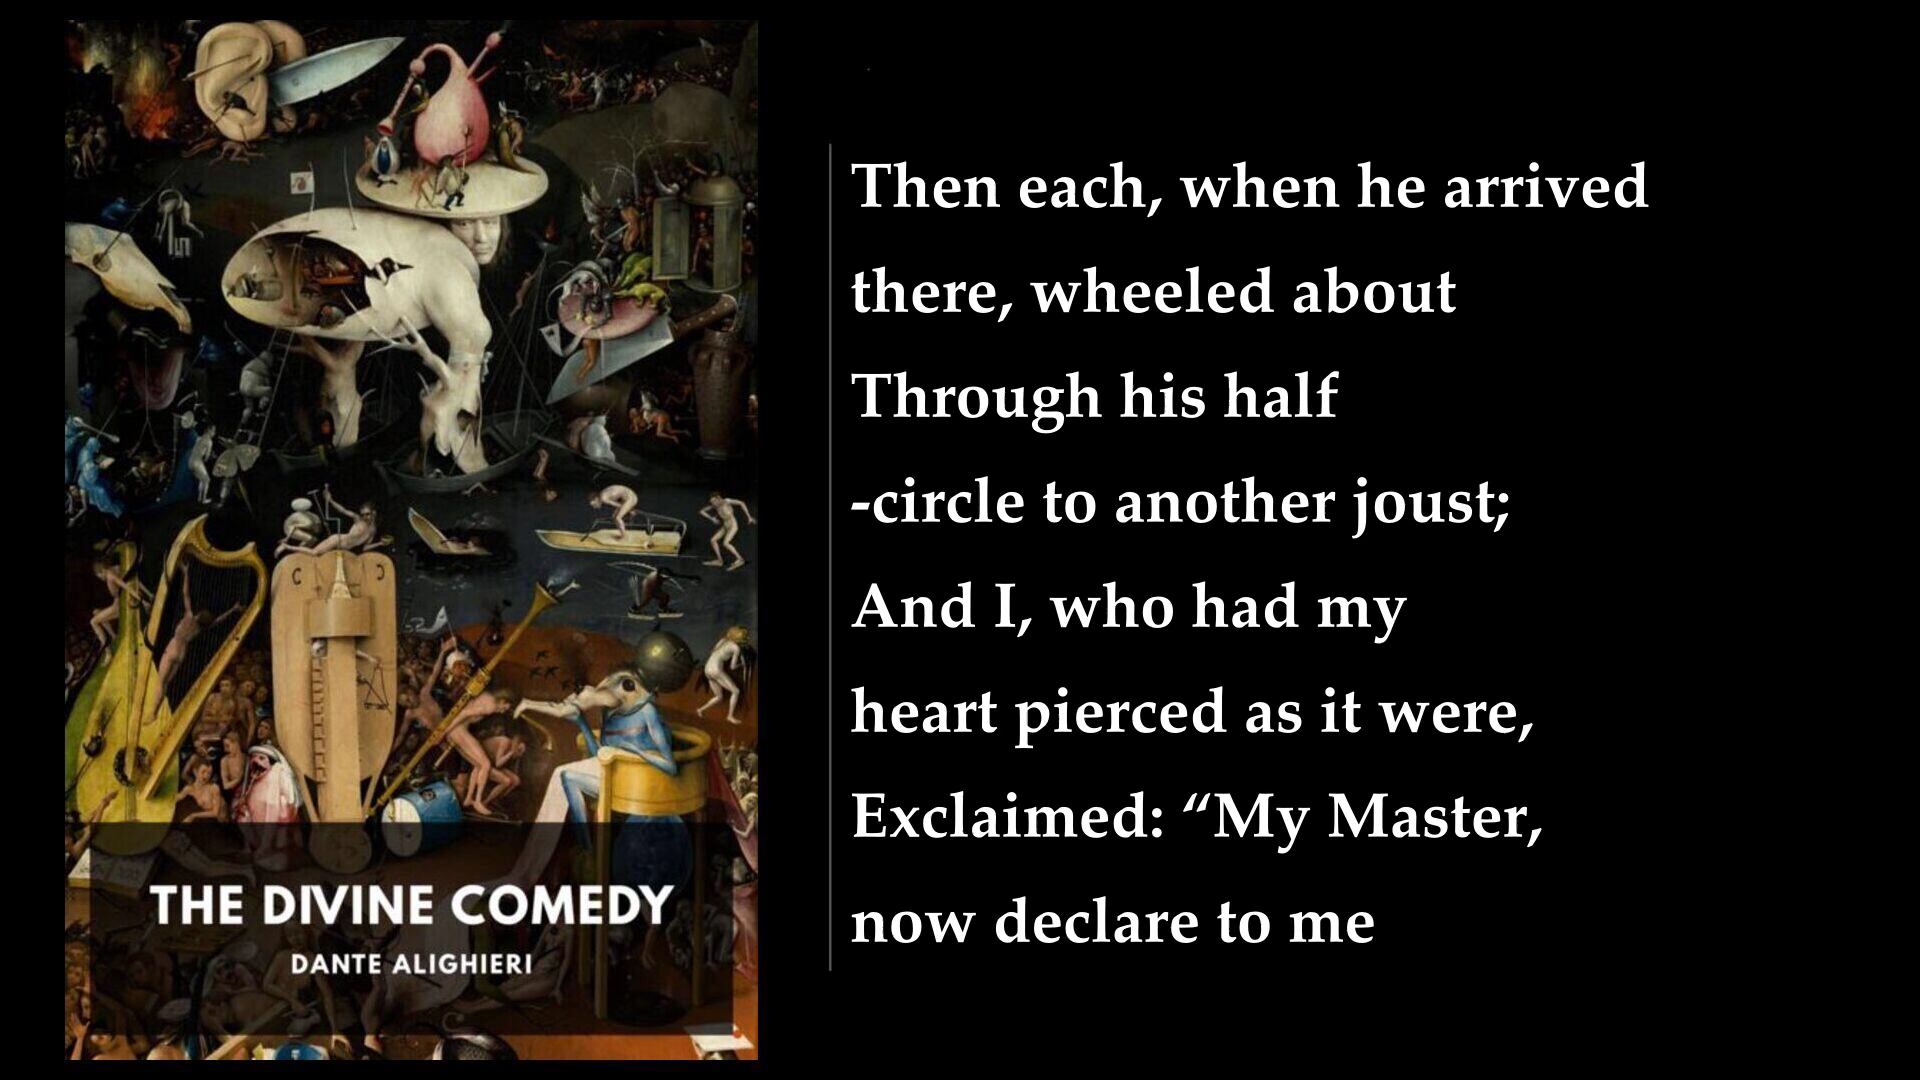 THE DIVINE COMEDY
DANTE ALIGHIERI
Then each, when he arrived
there, wheeled about
Through his half
-circle to another joust;
And I, who had my
heart pierced as it were,
Exclaimed: “My Master,
now declare to me